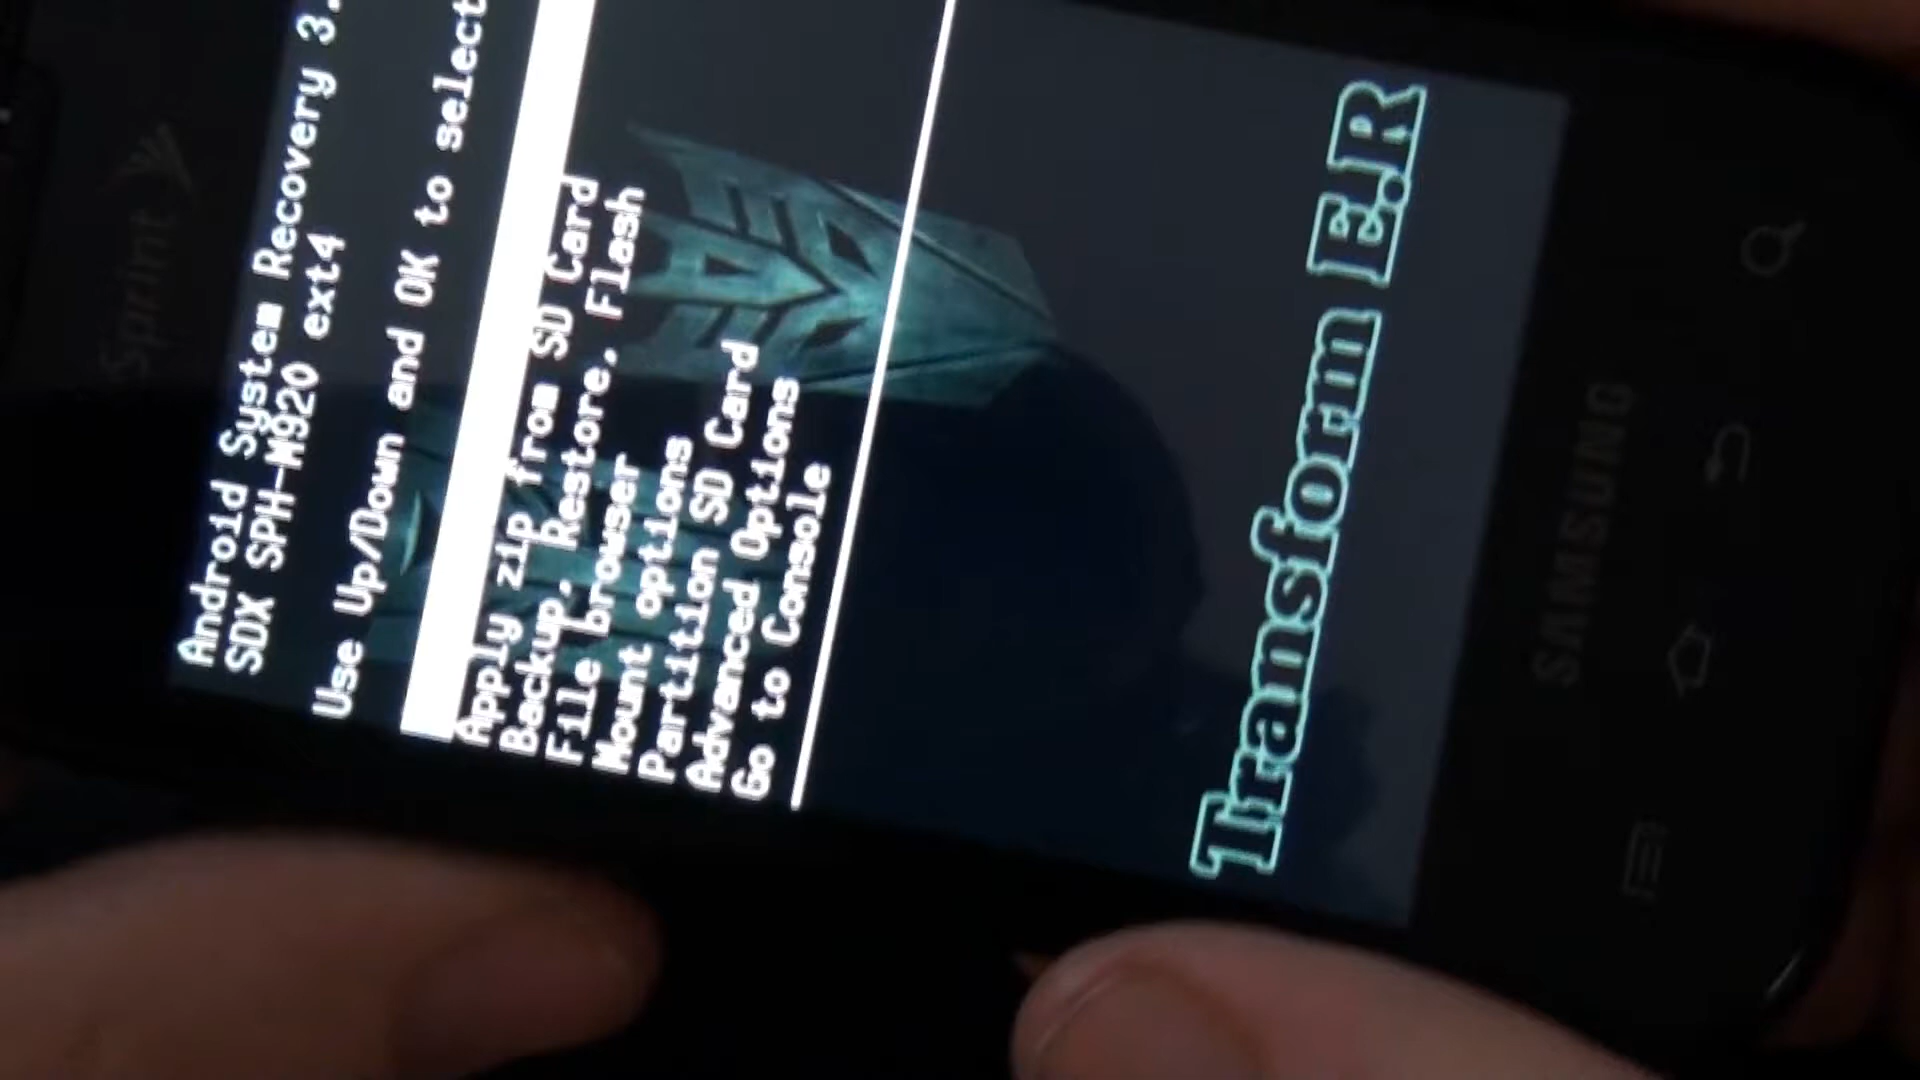 Sprint
Android System Recovery 3.
SDX SPH-M920 ext4
Use Up/Down and OK to select
Apply zip from SD Card
Backup, Restore, Flash
File browser
Mount options
Partition SD Card
Advanced Options
Go to Console
Transform E.R
SAMSUNG